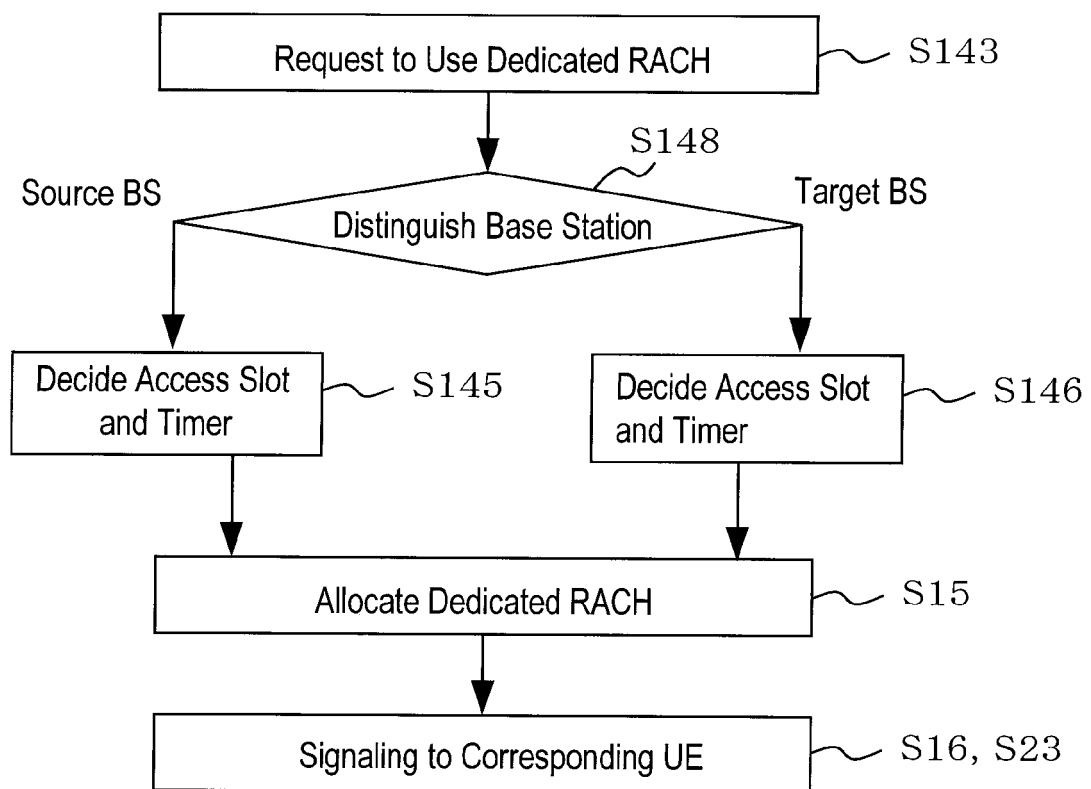 Request to Use Dedicated RACH
S143
S148
Source BS
Target BS
Distinguish Base Station
Decide Access Slot
and Timer
S145
Decide Access Slot
and Timer
S146
Allocate Dedicated RACH
S15
Signaling to Corresponding UE
S16, S23